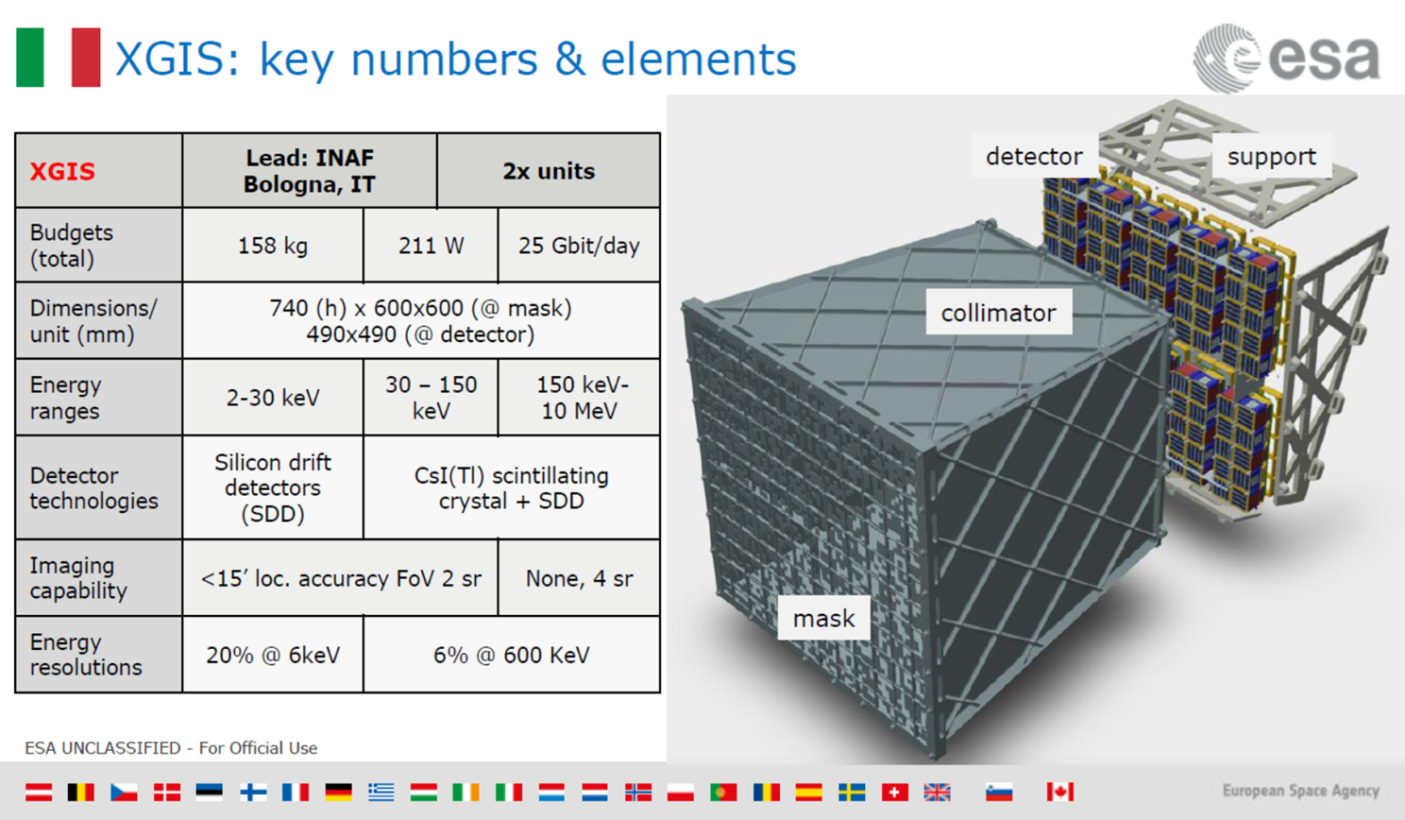 XGIS: key numbers & elements
esa
XGIS
Lead: INAF
Bologna, IT
2x units
Budgets
(total)
158 kg
211 W
25 Gbit/day
Dimensions/
unit (mm)
740 (h) x 600x600 (@ mask)
490x490 (@ detector)
Energy
ranges
2-30 keV
30 – 150
keV
150 keV-
10 MeV
Detector
technologies
Silicon drift
detectors
(SDD)
CsI(Tl) scintillating
crystal + SDD
Imaging
capability
<15′ loc. accuracy FoV 2 sr
None, 4 sr
Energy
resolutions
20% @ 6keV
6% @ 600 KeV
detector
support
collimator
mask
ESA UNCLASSIFIED - For Official Use
European Space Agency